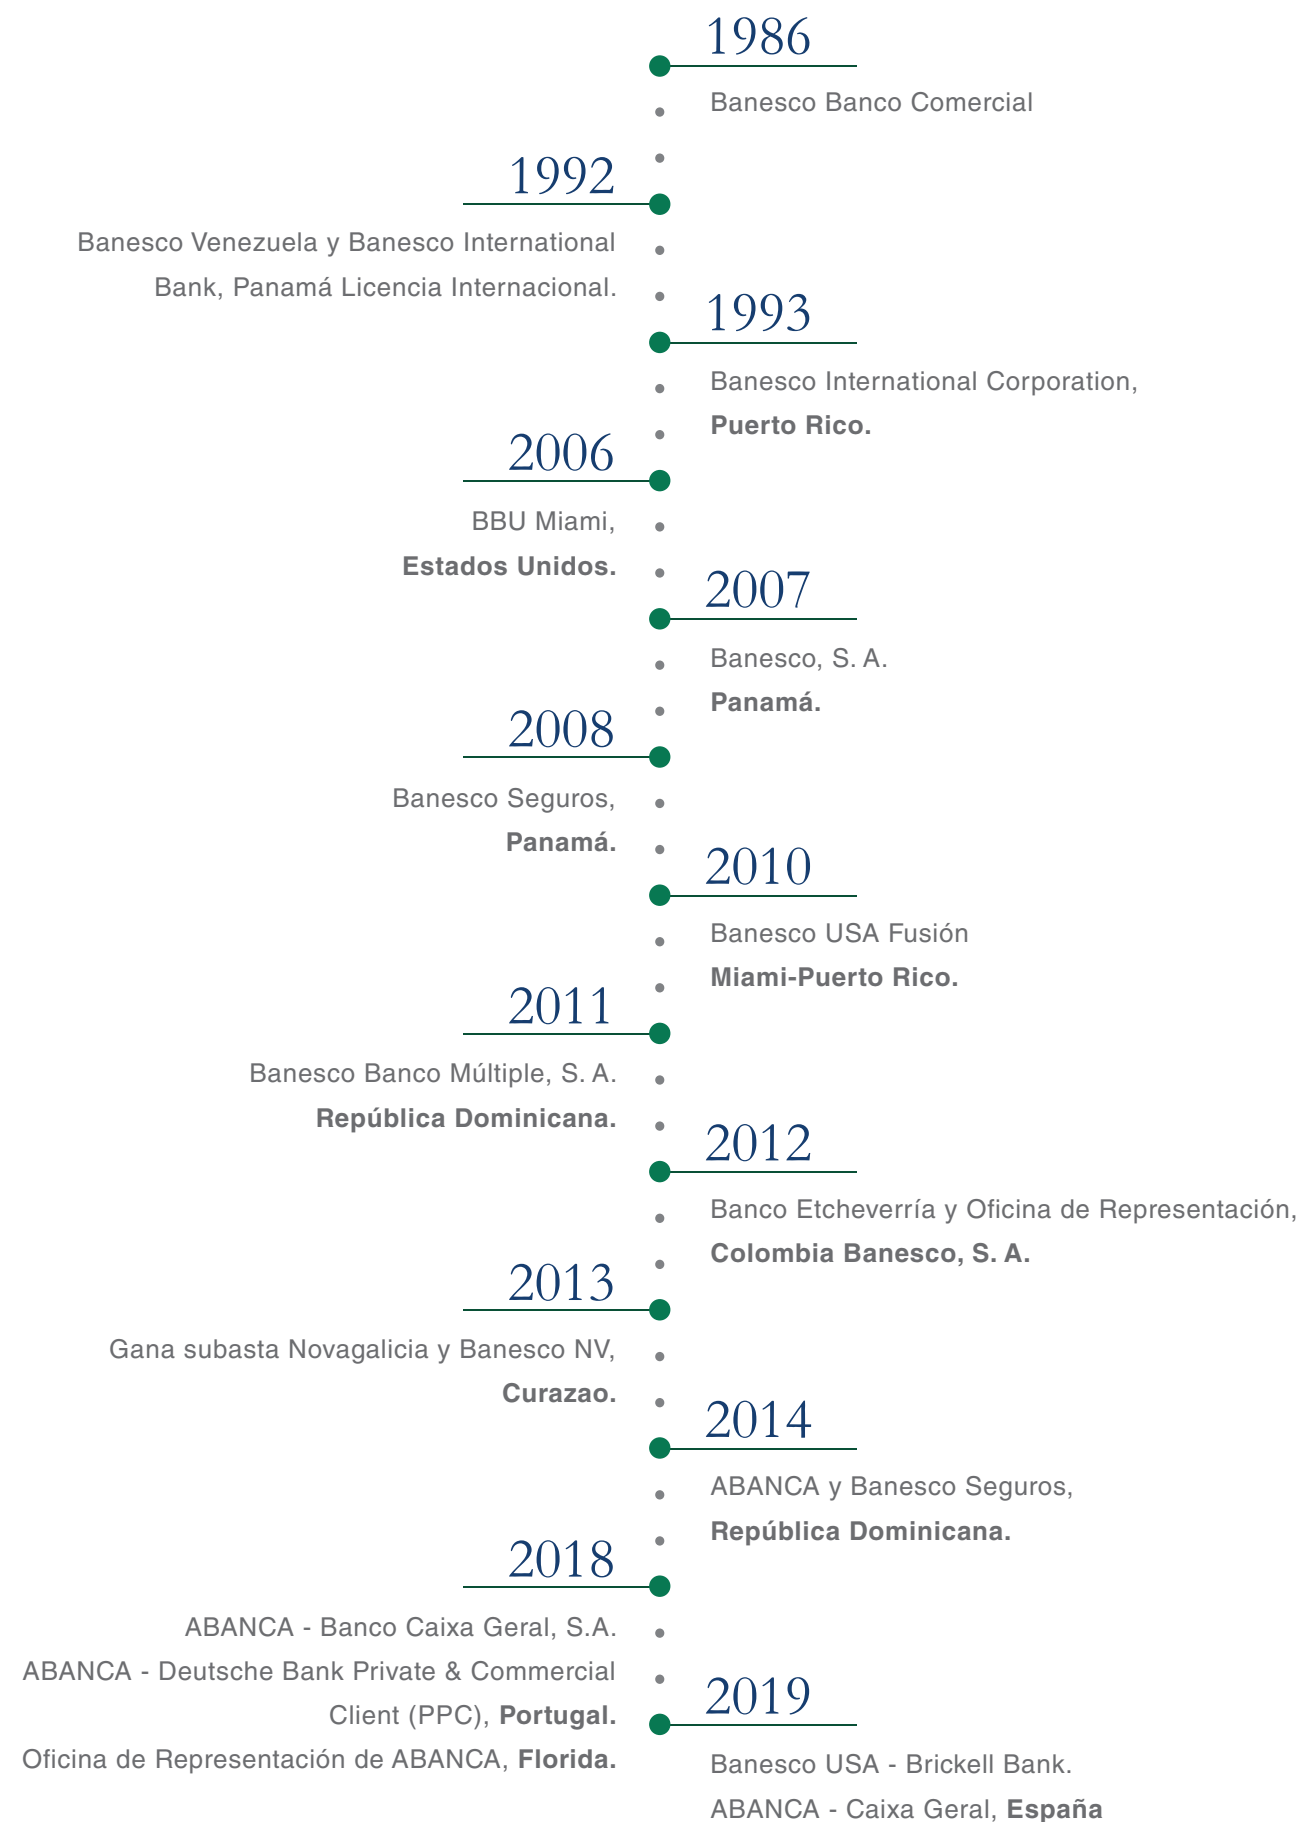 1986
Banesco Banco Comercial
1992
Banesco Venezuela y Banesco International
Bank, Panamá Licencia Internacional.
1993
Banesco International Corporation,
Puerto Rico.
2006
BBU Miami,
Estados Unidos.
2007
Banesco, S. A.
Panamá.
2008
Banesco Seguros,
Panamá.
2010
Banesco USA Fusión
Miami-Puerto Rico.
2011
Banesco Banco Múltiple, S. A.
República Dominicana.
2012
Banco Etcheverría y Oficina de Representación,
Colombia Banesco, S. A.
2013
Gana subasta Novagalicia y Banesco NV,
Curazao.
2014
ABANCA y Banesco Seguros,
República Dominicana.
2018
ABANCA - Banco Caixa Geral, S.A.
ABANCA - Deutsche Bank Private & Commercial
Client (PPC), Portugal.
Oficina de Representación de ABANCA, Florida.
2019
Banesco USA - Brickell Bank.
ABANCA - Caixa Geral, España